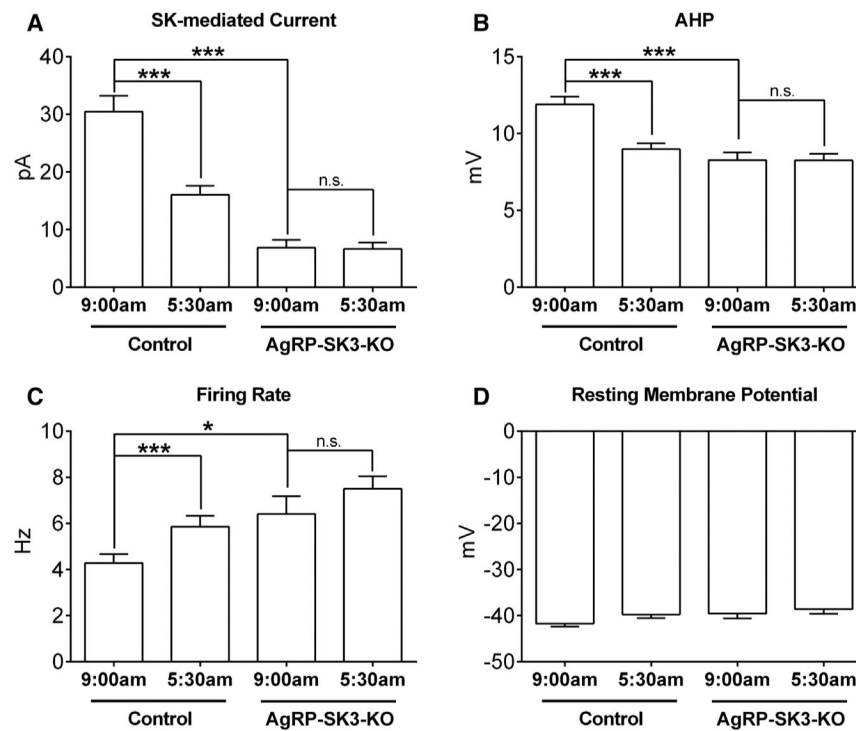 A
SK-mediated Current
pA
40
30
20
10
0
***
***
n.s.
9:00am 5:30am 9:00am 5:30am
Control AgRP-SK3-KO
B
AHP
mV
15
10
5
0
***
***
n.s.
9:00am 5:30am 9:00am 5:30am
Control AgRP-SK3-KO
C
Firing Rate
Hz
10
8
6
4
2
0
*
***
n.s.
9:00am 5:30am 9:00am 5:30am
Control AgRP-SK3-KO
D
Resting Membrane Potential
mV
0
-10
-20
-30
-40
-50
9:00am 5:30am 9:00am 5:30am
Control AgRP-SK3-KO